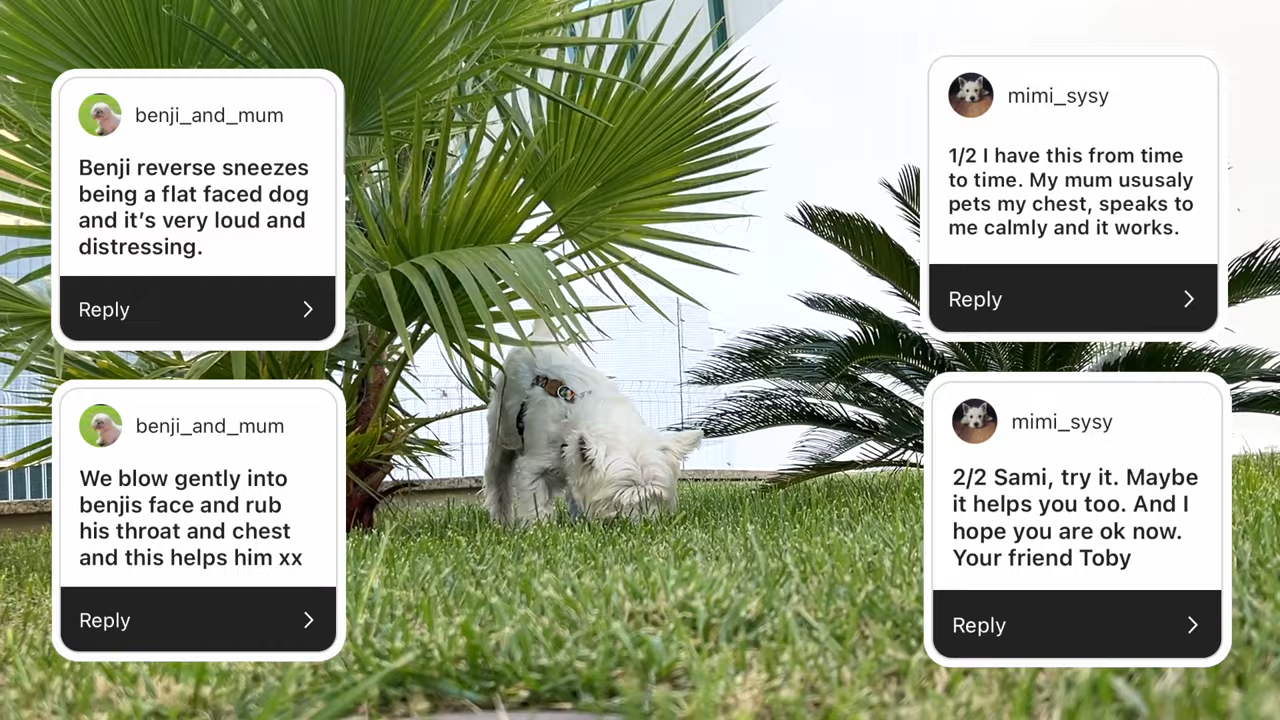 benji_and_mum
Benji reverse sneezes
being a flat faced dog
and it’s very loud and
distressing.
Reply
benji_and_mum
We blow gently into
benjis face and rub
his throat and chest
and this helps him xx
Reply
mimi_sysy
1/2 I have this from time
to time. My mum ususaly
pets my chest, speaks to
me calmly and it works.
Reply
mimi_sysy
2/2 Sami, try it. Maybe
it helps you too. And I
hope you are ok now.
Your friend Toby
Reply